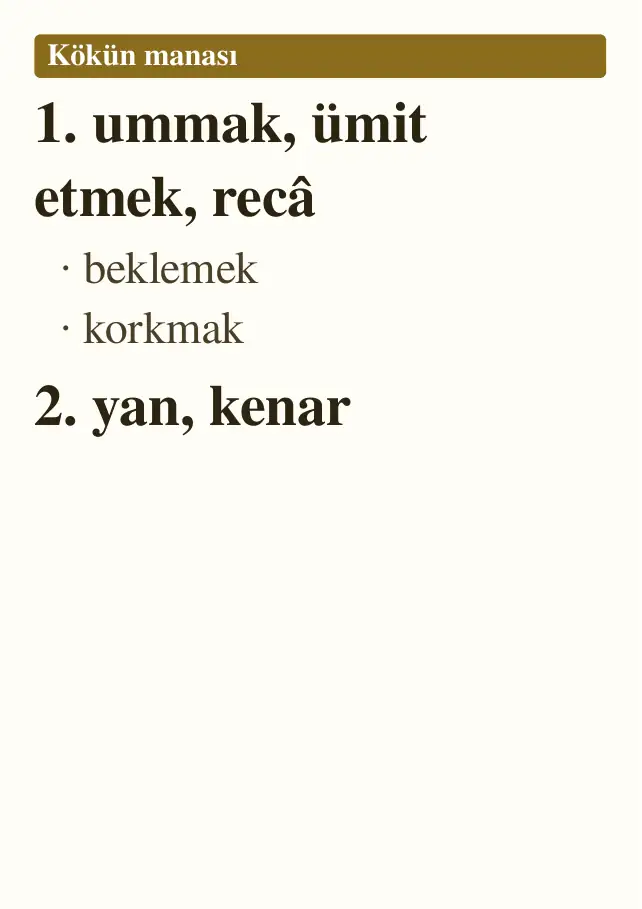 Kökün manası
1. ummak, ümit
etmek, recâ
· beklemek
· korkmak
2. yan, kenar